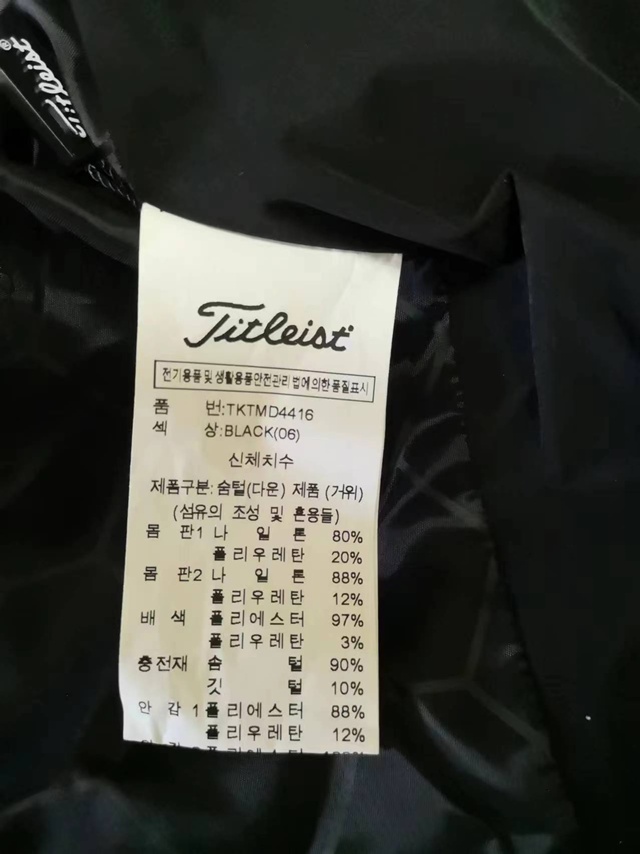 Titleist®
Titleist
전기용품및생활용품안전관리법에의한품질표시
품 번:TKTMD4416
섹 상:BLACK(06)
신체치수
제품구분: 숨털(다운) 제품 (거위)
(섬유의 조성 및 혼용들)
몸 판1 나 일 론 80%
폴리우레탄 20%
몸 판2 나 일 론 88%
폴리우레탄 12%
배 색 폴리에스터 97%
폴리우레탄 3%
충전재 솜 털 90%
깃 털 10%
안 갑 1 폴리에스터 88%
폴리우레탄 12%